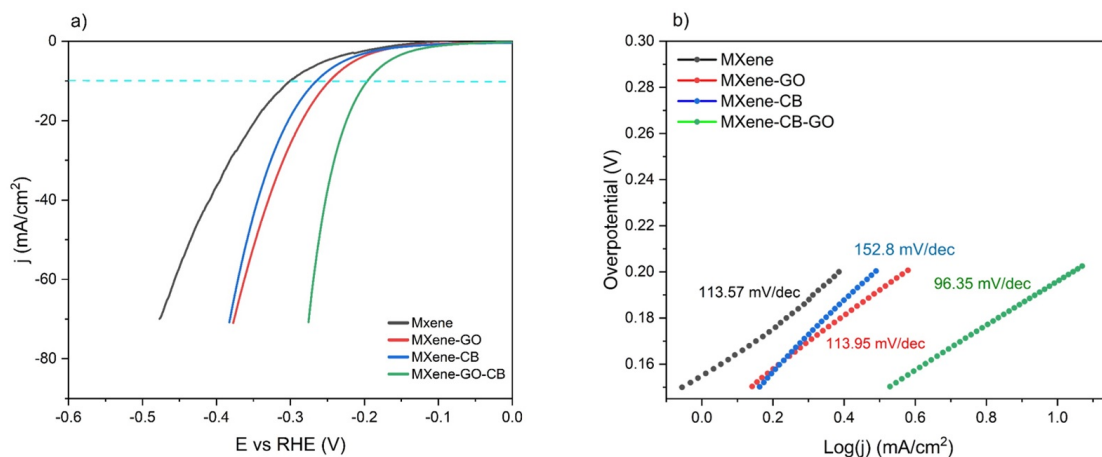 a)
0
-20
-40
-60
-80
j (mA/cm²)
-0.6
-0.5
-0.4
-0.3
-0.2
-0.1
0.0
E vs RHE (V)
Mxene
MXene-GO
MXene-CB
MXene-GO-CB
b)
0.30
0.28
0.26
0.24
0.22
0.20
0.18
0.16
Overpotential (V)
MXene
MXene-GO
MXene-CB
MXene-CB-GO
152.8 mV/dec
113.57 mV/dec
96.35 mV/dec
113.95 mV/dec
0.0
0.2
0.4
0.6
0.8
1.0
Log(j) (mA/cm²)